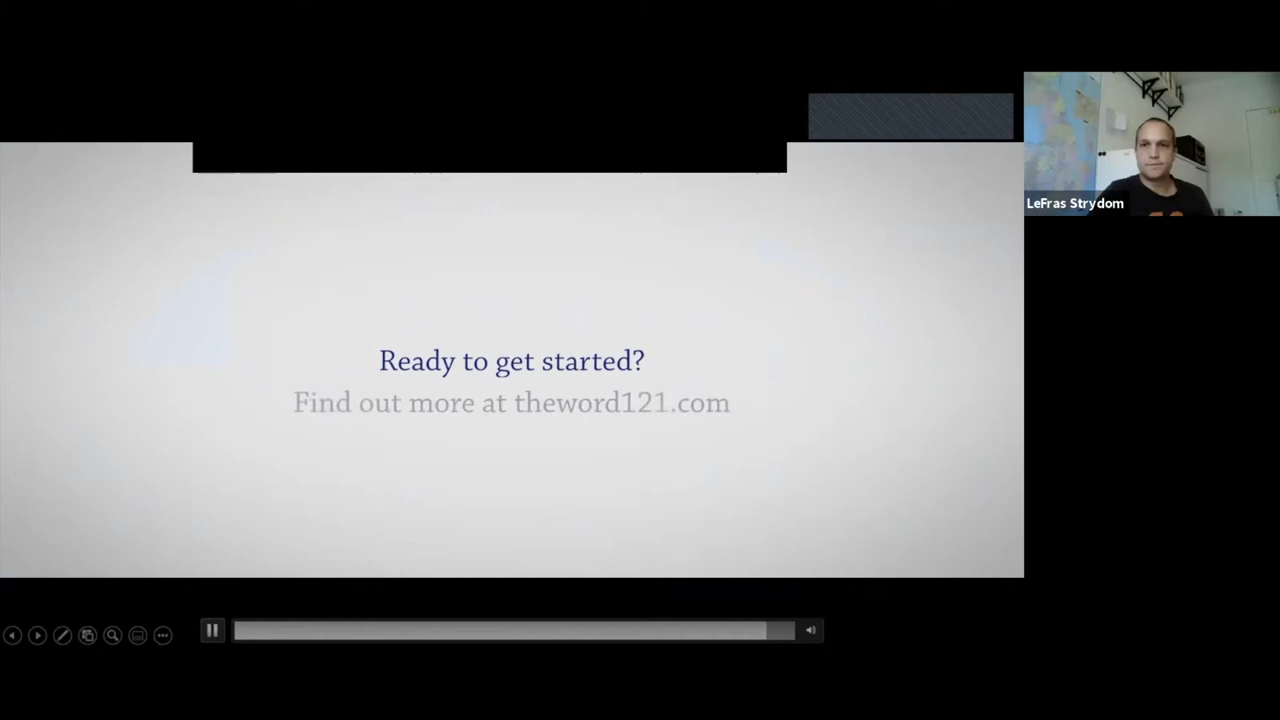 LeFras Strydom
Ready to get started?
Find out more at theword121.com